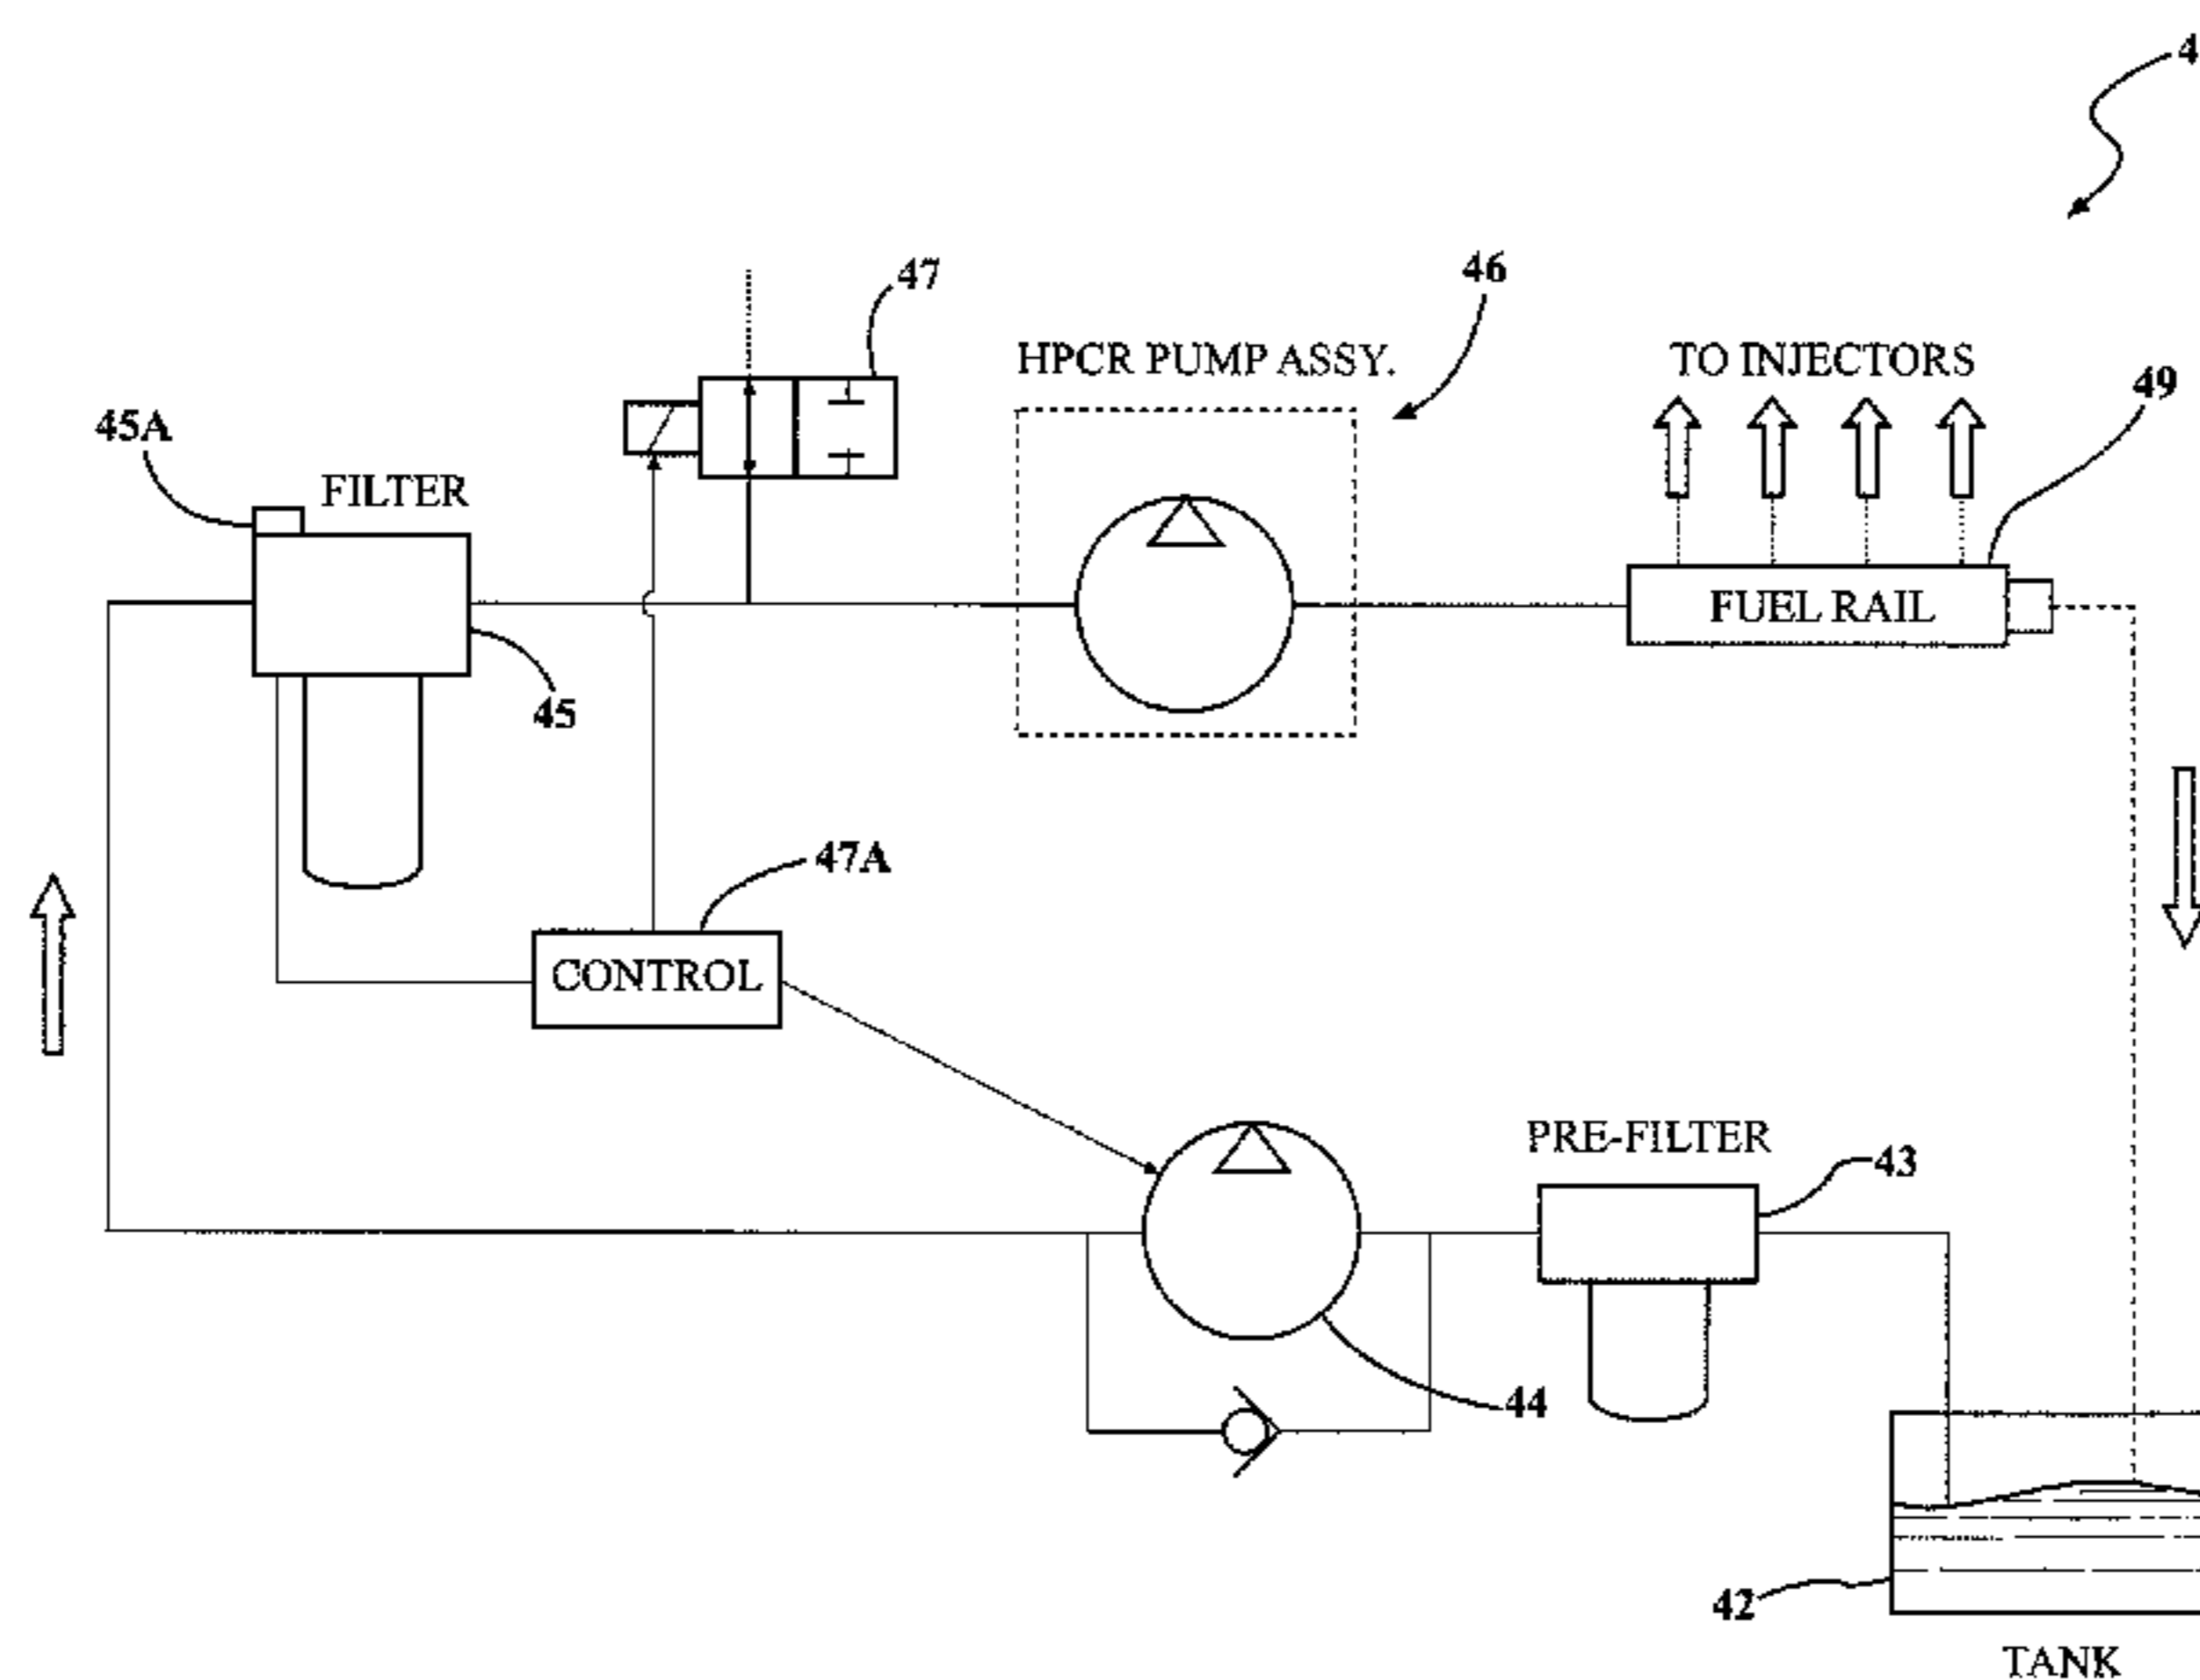 4
47
46
HPCR PUMP ASSY.
TO INJECTORS
49
45A
FILTER
FUEL RAIL
45
47A
CONTROL
PRE-FILTER
43
44
42
TANK